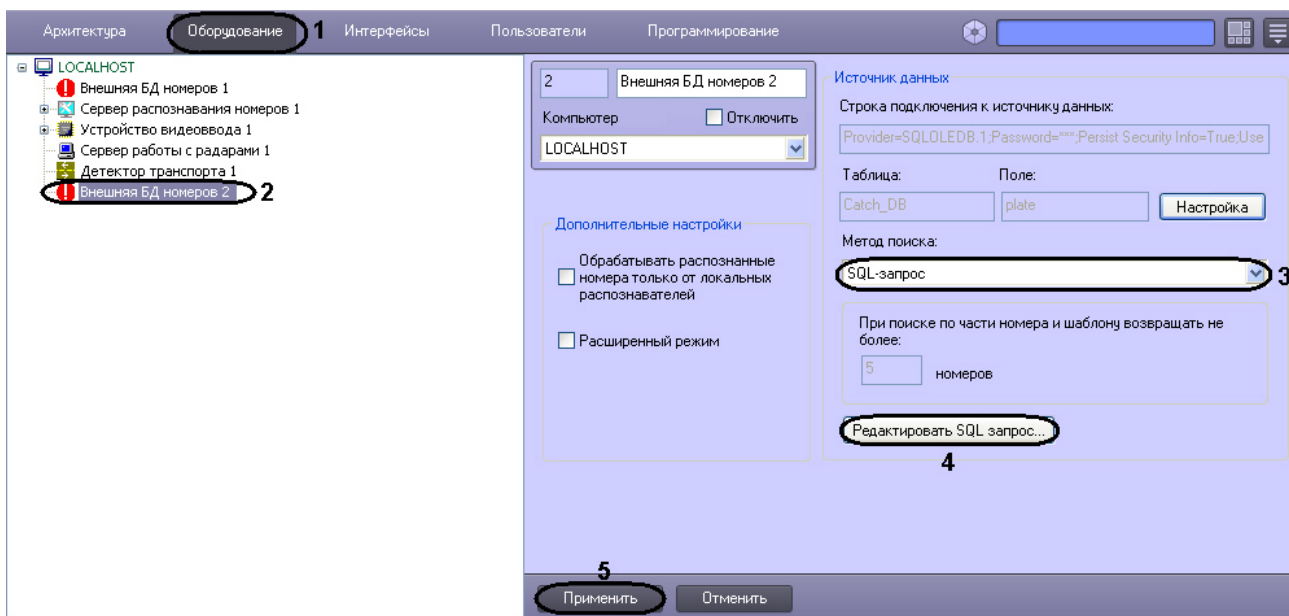 Архитектура
Оборудование
1
Интерфейсы
Пользователи
Программирование
LOCALHOST
Внешняя БД номеров 1
Сервер распознавания номеров 1
Устройство видеоввода 1
Сервер работы с радарами 1
Детектор транспорта 1
Внешняя БД номеров 2
2
2
Внешняя БД номеров 2
Компьютер
Отключить
LOCALHOST
Дополнительные настройки
Обрабатывать распознанные
номера только от локальных
распознавателей
Расширенный режим
Источник данных
Строка подключения к источнику данных:
Provider=SQLOLEDB.1;Password=***;Persist Security Info=True;Use
Таблица:
Поле:
Catch_DB
plate
Настройка
Метод поиска:
SQL-запрос
3
При поиске по части номера и шаблону возвращать не
более:
5
номеров
Редактировать SQL запрос...
4
5
Применить
Отменить